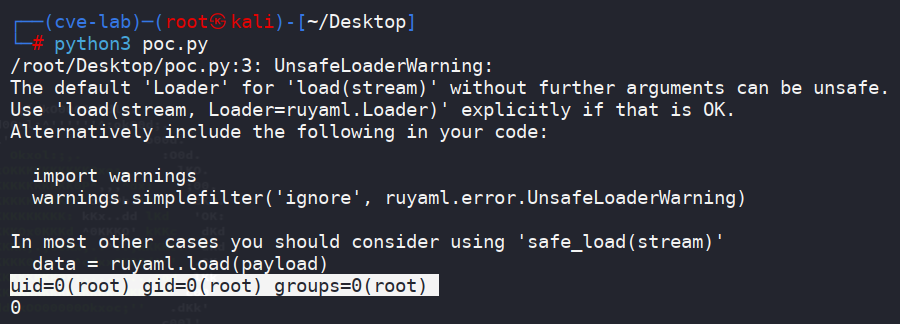 ┌──(cve-lab)─(root㉿kali)-[~/Desktop]
└─# python3 poc.py
/root/Desktop/poc.py:3: UnsafeLoaderWarning:
The default 'Loader' for 'load(stream)' without further arguments can be unsafe.
Use 'load(stream, Loader=ruyaml.Loader)' explicitly if that is OK.
Alternatively include the following in your code:

  import warnings
  warnings.simplefilter('ignore', ruyaml.error.UnsafeLoaderWarning)

In most other cases you should consider using 'safe_load(stream)'
  data = ruyaml.load(payload)
uid=0(root) gid=0(root) groups=0(root)
0